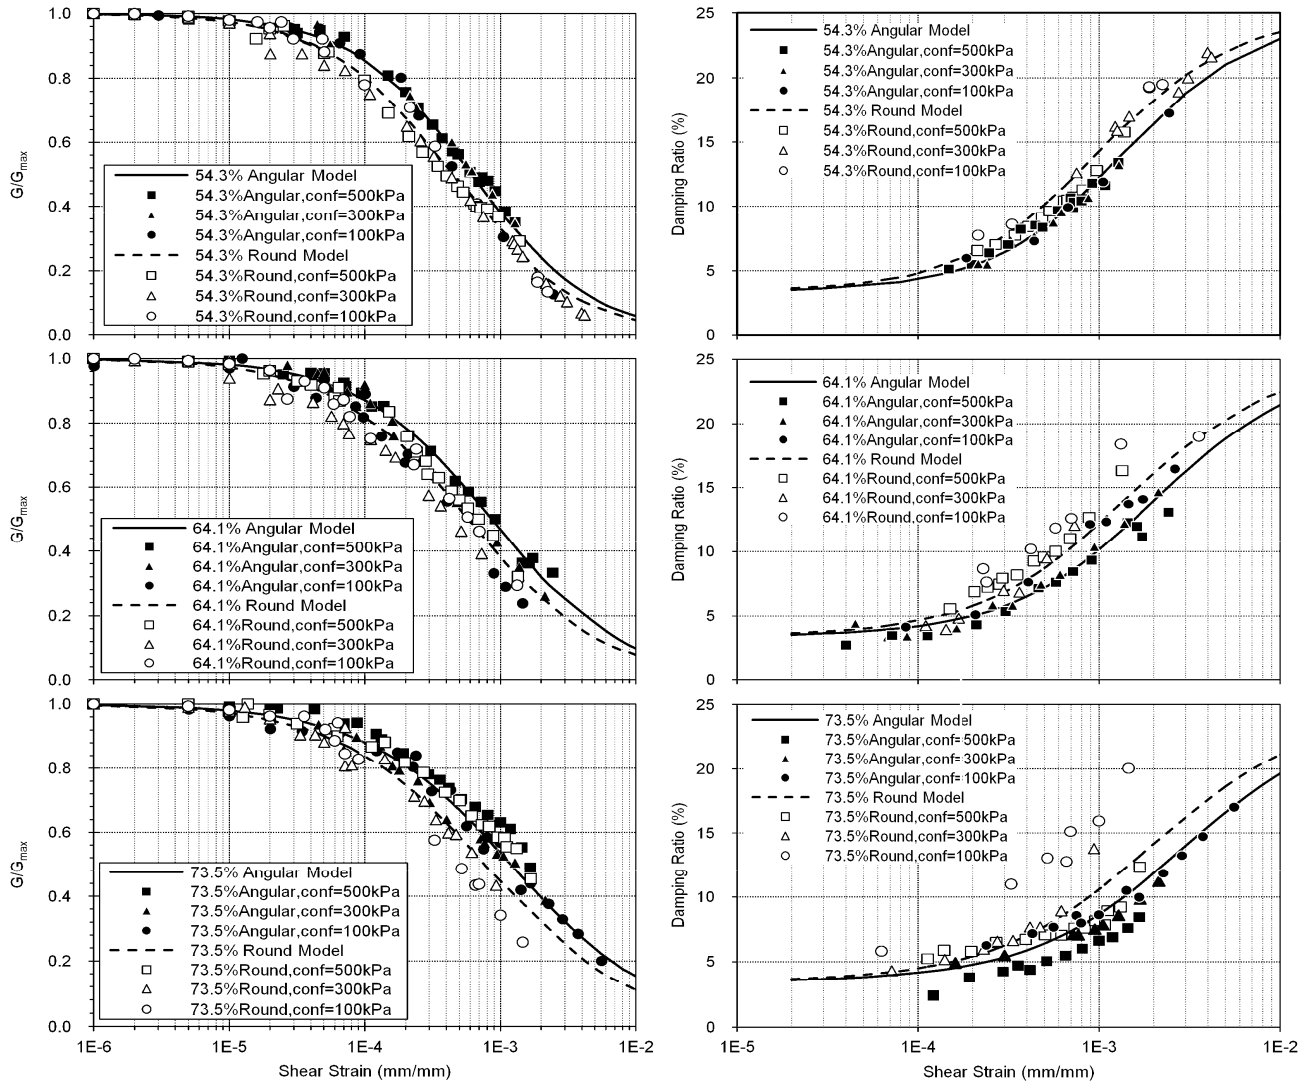 1.0
0.8
0.6
0.4
0.2
0.0
G/Gmax
54.3% Angular Model
54.3%Angular,conf=500kPa
54.3%Angular,conf=300kPa
54.3%Angular,conf=100kPa
54.3% Round Model
54.3%Round,conf=500kPa
54.3%Round,conf=300kPa
54.3%Round,conf=100kPa
25
20
15
10
5
0
Damping Ratio (%)
54.3% Angular Model
54.3%Angular,conf=500kPa
54.3%Angular,conf=300kPa
54.3%Angular,conf=100kPa
54.3% Round Model
54.3%Round,conf=500kPa
54.3%Round,conf=300kPa
54.3%Round,conf=100kPa
1.0
0.8
0.6
0.4
0.2
0.0
G/Gmax
64.1% Angular Model
64.1%Angular,conf=500kPa
64.1%Angular,conf=300kPa
64.1%Angular,conf=100kPa
64.1% Round Model
64.1%Round,conf=500kPa
64.1%Round,conf=300kPa
64.1%Round,conf=100kPa
25
20
15
10
5
0
Damping Ratio (%)
64.1% Angular Model
64.1%Angular,conf=500kPa
64.1%Angular,conf=300kPa
64.1%Angular,conf=100kPa
64.1% Round Model
64.1%Round,conf=500kPa
64.1%Round,conf=300kPa
64.1%Round,conf=100kPa
1.0
0.8
0.6
0.4
0.2
0.0
G/Gmax
73.5% Angular Model
73.5%Angular,conf=500kPa
73.5%Angular,conf=300kPa
73.5%Angular,conf=100kPa
73.5% Round Model
73.5%Round,conf=500kPa
73.5%Round,conf=300kPa
73.5%Round,conf=100kPa
1E-6 1E-5 1E-4 1E-3 1E-2
Shear Strain (mm/mm)
25
20
15
10
5
0
Damping Ratio (%)
73.5% Angular Model
73.5%Angular,conf=500kPa
73.5%Angular,conf=300kPa
73.5%Angular,conf=100kPa
73.5% Round Model
73.5%Round,conf=500kPa
73.5%Round,conf=300kPa
73.5%Round,conf=100kPa
1E-5 1E-4 1E-3 1E-2
Shear Strain (mm/mm)